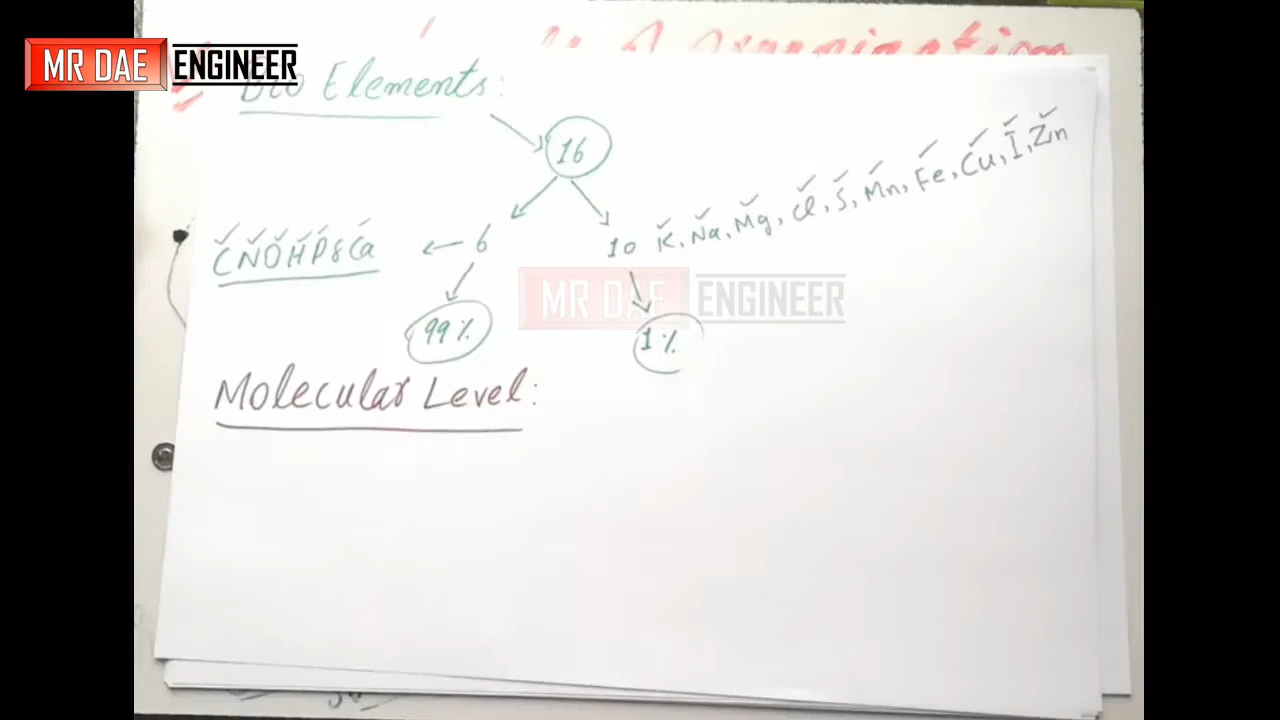 MR DAE ENGINEER
Bio Elements:
16
C N O H P & Ca ← 6
10 K, Na, Mg, Cl, S, Mn, Fe, Cu, I, Zn
MR DAE ENGINEER
99%
1%
Molecular Level: